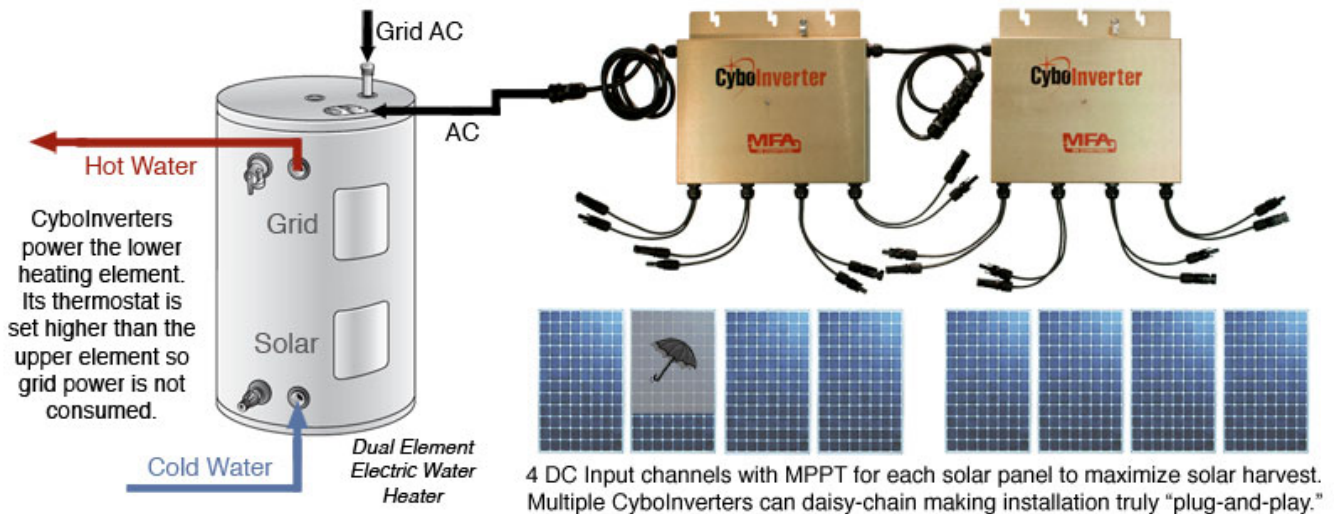 Grid AC
AC
Hot Water
CyboInverters
power the lower
heating element.
Its thermostat is
set higher than the
upper element so
grid power is not
consumed.
Grid
Solar
Cold Water
Dual Element
Electric Water
Heater
CyboInverter
MFA
CyboInverter
MFA
4 DC Input channels with MPPT for each solar panel to maximize solar harvest.
Multiple CyboInverters can daisy-chain making installation truly “plug-and-play.”